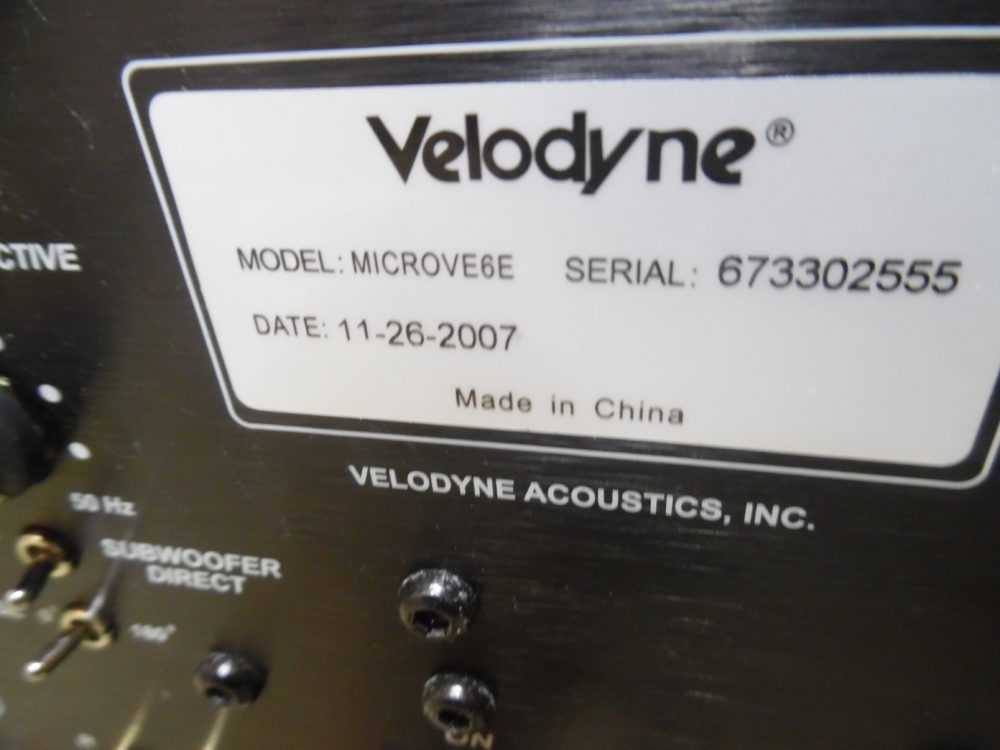 Velodyne®
MODEL: MICROVE6E SERIAL: 673302555
DATE: 11-26-2007
Made in China
CTIVE
VELODYNE ACOUSTICS, INC.
50 Hz
SUBWOOFER
DIRECT
180°
ON